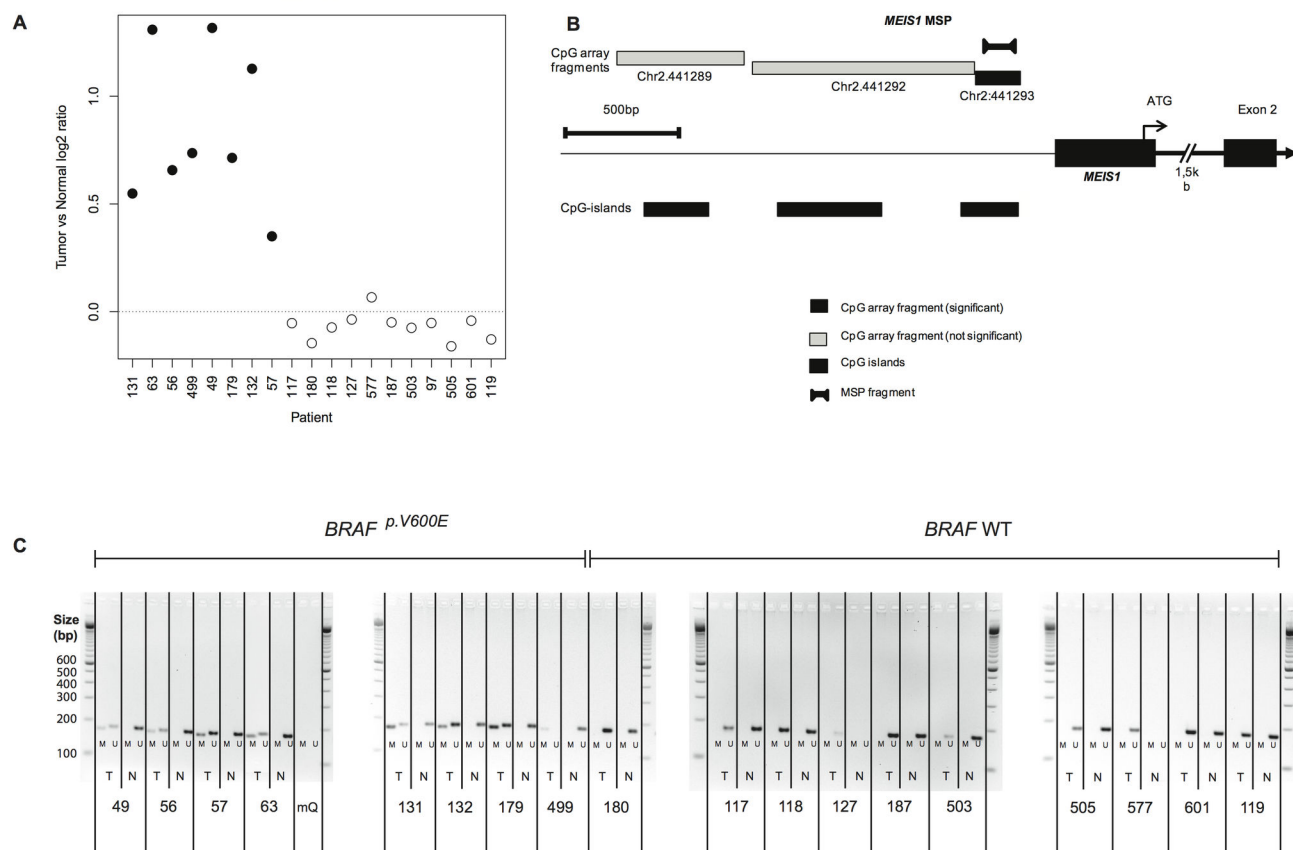 A
Tumor vs Normal log2 ratio
1.0
0.5
0.0
131 63 56 499 49 179 132 57 117 180 118 127 577 187 503 97 505 601 119
Patient
B
MEIS1 MSP
CpG array
fragments
Chr2.441289
Chr2.441292
Chr2:441293
500bp
ATG
Exon 2
MEIS1
1,5k
b
CpG-islands
CpG array fragment (significant)
CpG array fragment (not significant)
CpG islands
MSP fragment
C
BRAF p.V600E
BRAF WT
Size
(bp)
600
500
400
300
200
100
M U M U M U M U M U M U M U M U M U
T N T N T N T N
49 56 57 63 mQ
M U M U M U M U M U M U M U M U M U M U
T N T N T N T N T N
131 132 179 499 180
M U M U M U M U M U M U M U M U M U M U
T N T N T N T N T N
117 118 127 187 503
M U M U M U M U M U M U M U M U
T N T N T N T N
505 577 601 119